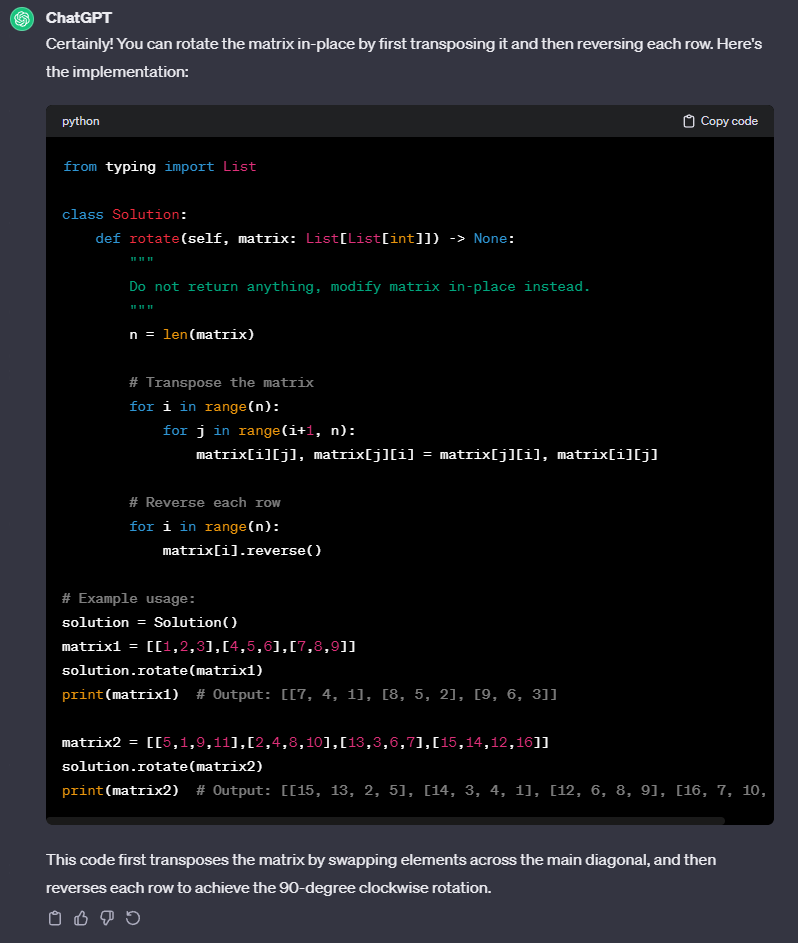 ChatGPT
Certainly! You can rotate the matrix in-place by first transposing it and then reversing each row. Here's
the implementation:
python
Copy code
from typing import List
class Solution:
    def rotate(self, matrix: List[List[int]]) -> None:
        """
        Do not return anything, modify matrix in-place instead.
        """
        n = len(matrix)
        # Transpose the matrix
        for i in range(n):
            for j in range(i+1, n):
                matrix[i][j], matrix[j][i] = matrix[j][i], matrix[i][j]
        # Reverse each row
        for i in range(n):
            matrix[i].reverse()
# Example usage:
solution = Solution()
matrix1 = [[1,2,3],[4,5,6],[7,8,9]]
solution.rotate(matrix1)
print(matrix1)  # Output: [[7, 4, 1], [8, 5, 2], [9, 6, 3]]
matrix2 = [[5,1,9,11],[2,4,8,10],[13,3,6,7],[15,14,12,16]]
solution.rotate(matrix2)
print(matrix2)  # Output: [[15, 13, 2, 5], [14, 3, 4, 1], [12, 6, 8, 9], [16, 7, 10,
This code first transposes the matrix by swapping elements across the main diagonal, and then
reverses each row to achieve the 90-degree clockwise rotation.